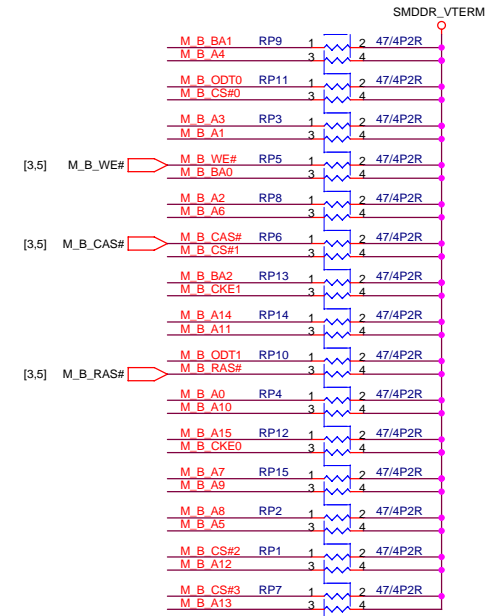 SMDDR_VTERM
M_B_BA1 RP9 1 2 47/4P2R
M_B_A4 3 4
M_B_ODT0 RP11 1 2 47/4P2R
M_B_CS#0 3 4
M_B_A3 RP3 1 2 47/4P2R
M_B_A1 3 4
[3,5] M_B_WE# M_B_WE# RP5 1 2 47/4P2R
M_B_BA0 3 4
M_B_A2 RP8 1 2 47/4P2R
M_B_A6 3 4
[3,5] M_B_CAS# M_B_CAS# RP6 1 2 47/4P2R
M_B_CS#1 3 4
M_B_BA2 RP13 1 2 47/4P2R
M_B_CKE1 3 4
M_B_A14 RP14 1 2 47/4P2R
M_B_A11 3 4
M_B_ODT1 RP10 1 2 47/4P2R
[3,5] M_B_RAS# M_B_RAS# 3 4
M_B_A0 RP4 1 2 47/4P2R
M_B_A10 3 4
M_B_A15 RP12 1 2 47/4P2R
M_B_CKE0 3 4
M_B_A7 RP15 1 2 47/4P2R
M_B_A9 3 4
M_B_A8 RP2 1 2 47/4P2R
M_B_A5 3 4
M_B_CS#2 RP1 1 2 47/4P2R
M_B_A12 3 4
M_B_CS#3 RP7 1 2 47/4P2R
M_B_A13 3 4